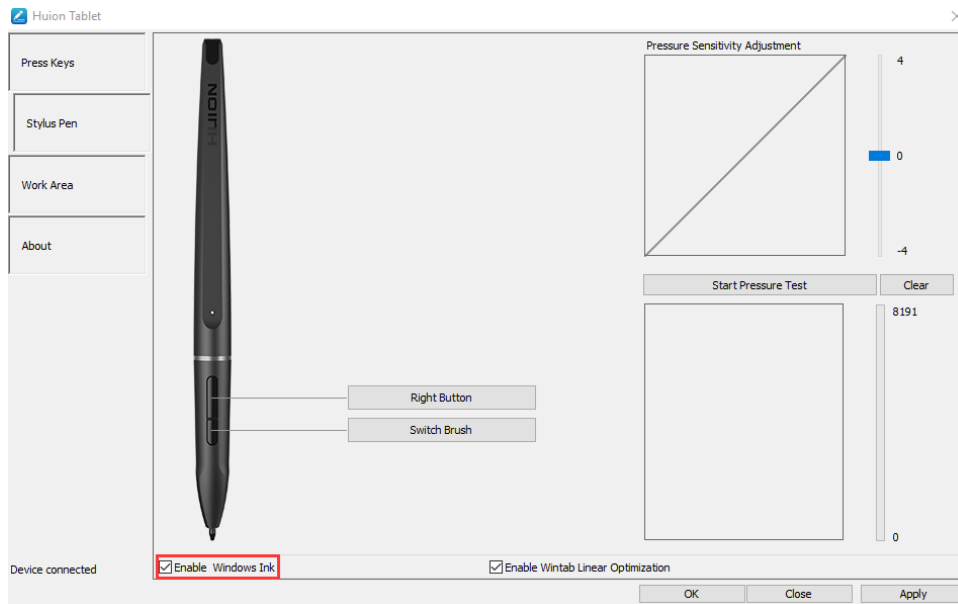 Huion Tablet
Press Keys
Stylus Pen
Work Area
About
Device connected
HUION
Right Button
Switch Brush
Pressure Sensitivity Adjustment
4
0
-4
Start Pressure Test
Clear
8191
0
Enable Windows Ink
Enable Wintab Linear Optimization
OK
Close
Apply